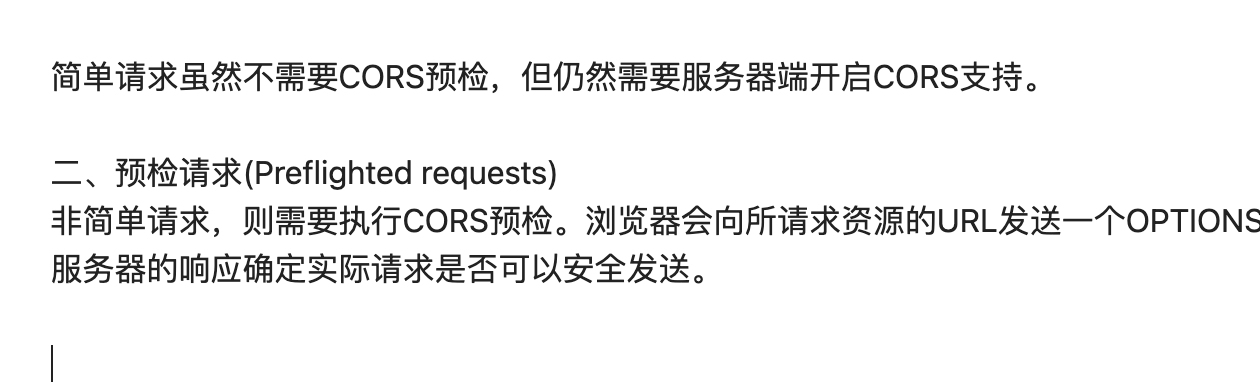 简单请求虽然不需要CORS预检，但仍然需要服务器端开启CORS支持。
二、预检请求(Preflighted requests)
非简单请求，则需要执行CORS预检。浏览器会向所请求资源的URL发送一个OPTIONS
服务器的响应确定实际请求是否可以安全发送。